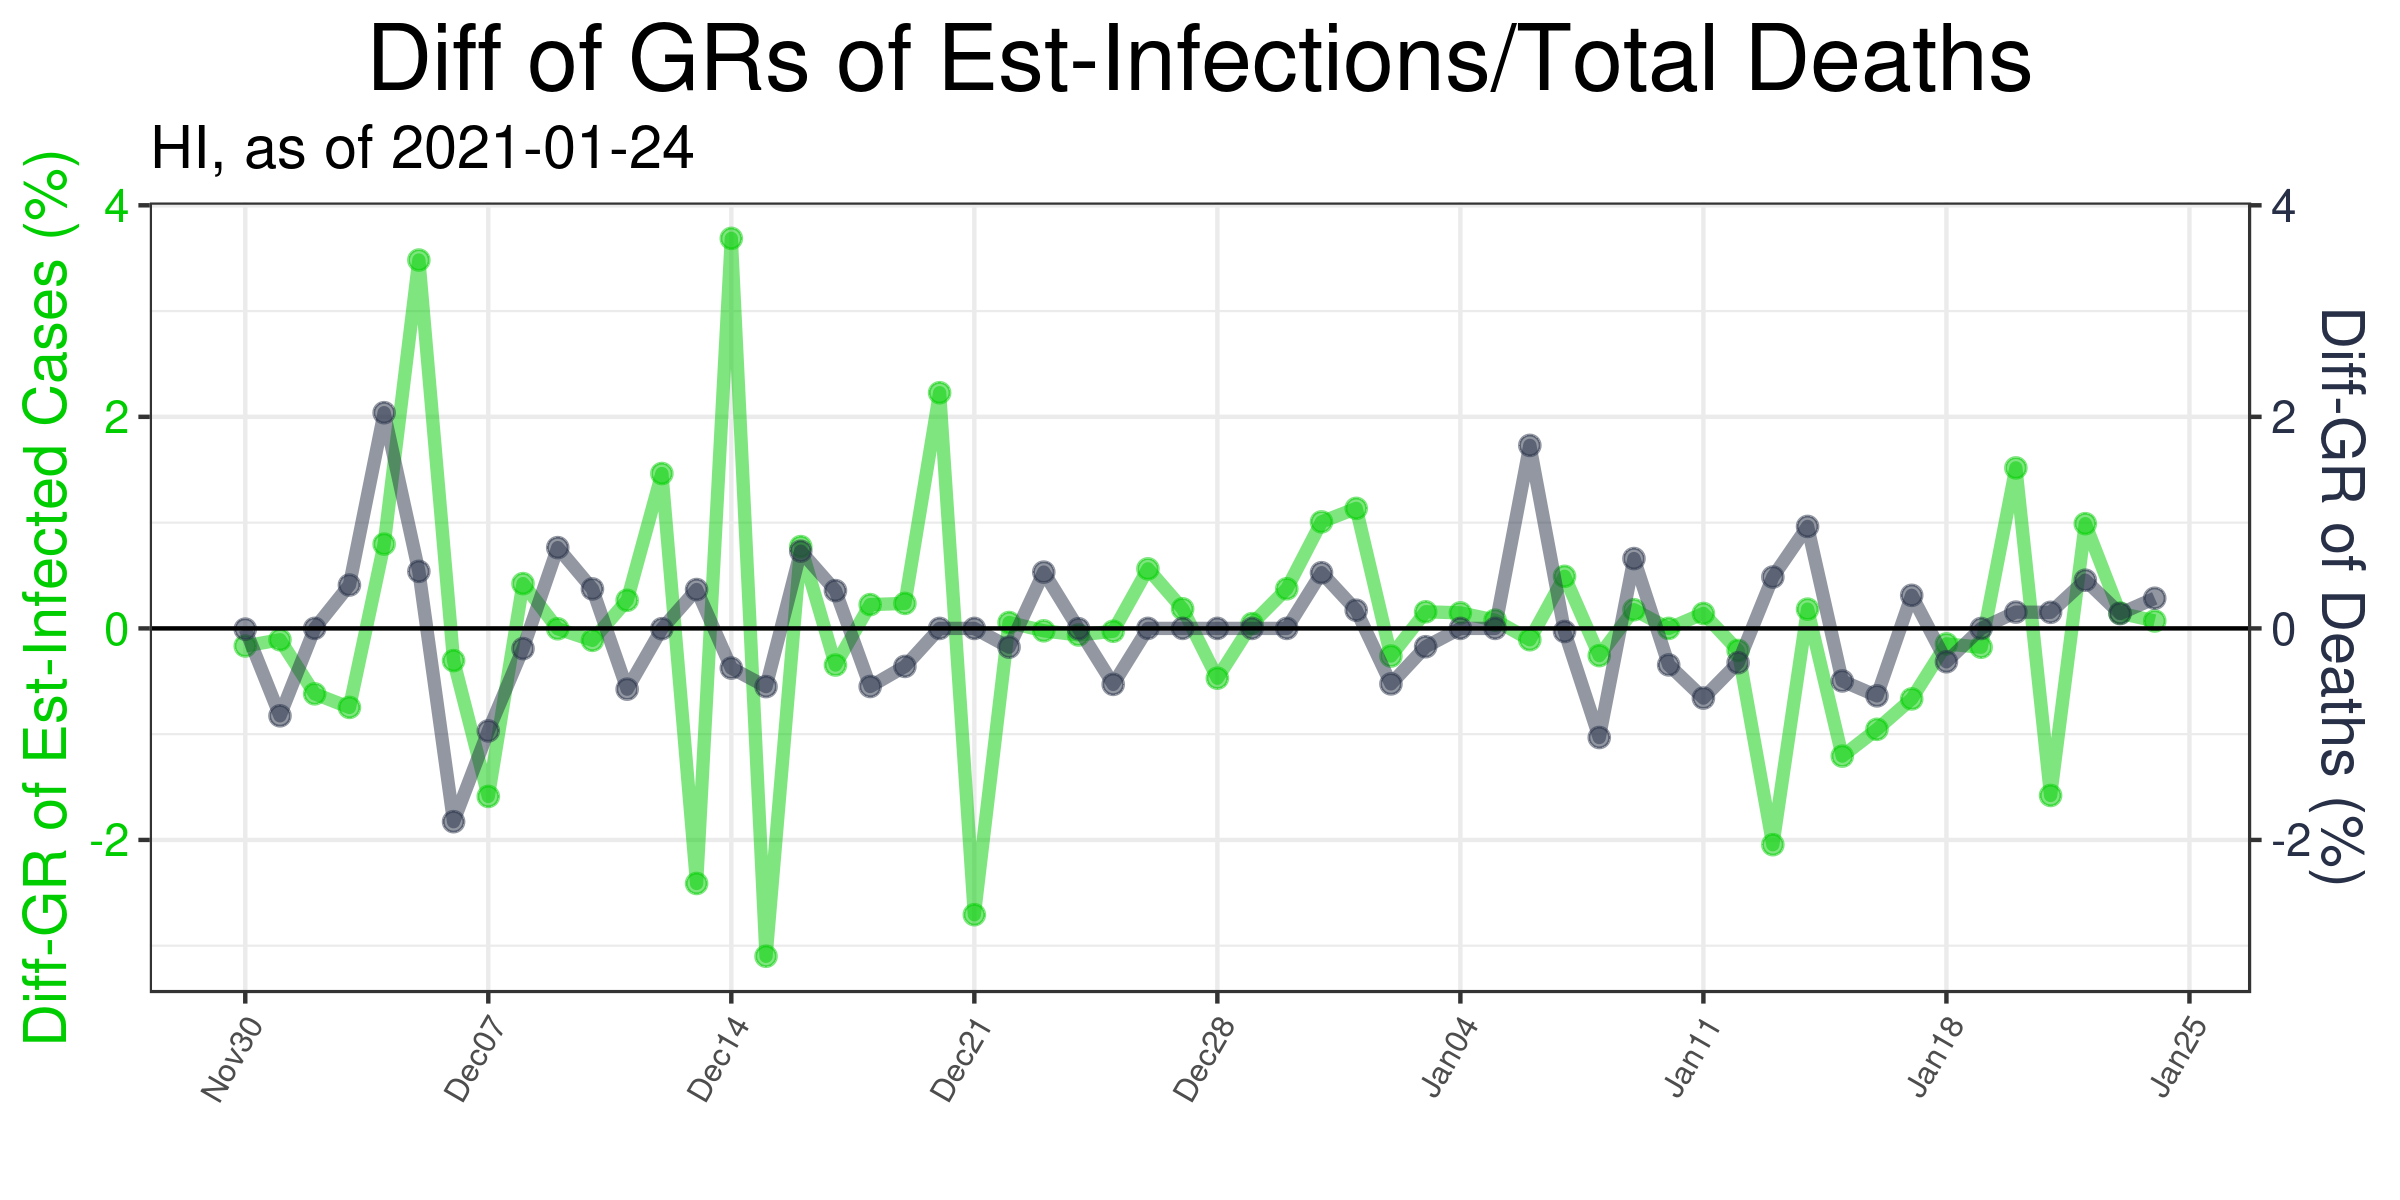 Diff of GRs of Est-Infections/Total Deaths
HI, as of 2021-01-24
Diff-GR of Est-Infected Cases (%)
4
2
0
-2
4
2
0
-2
Diff-GR of Deaths (%)
Nov30
Dec07
Dec14
Dec21
Dec28
Jan04
Jan11
Jan18
Jan25